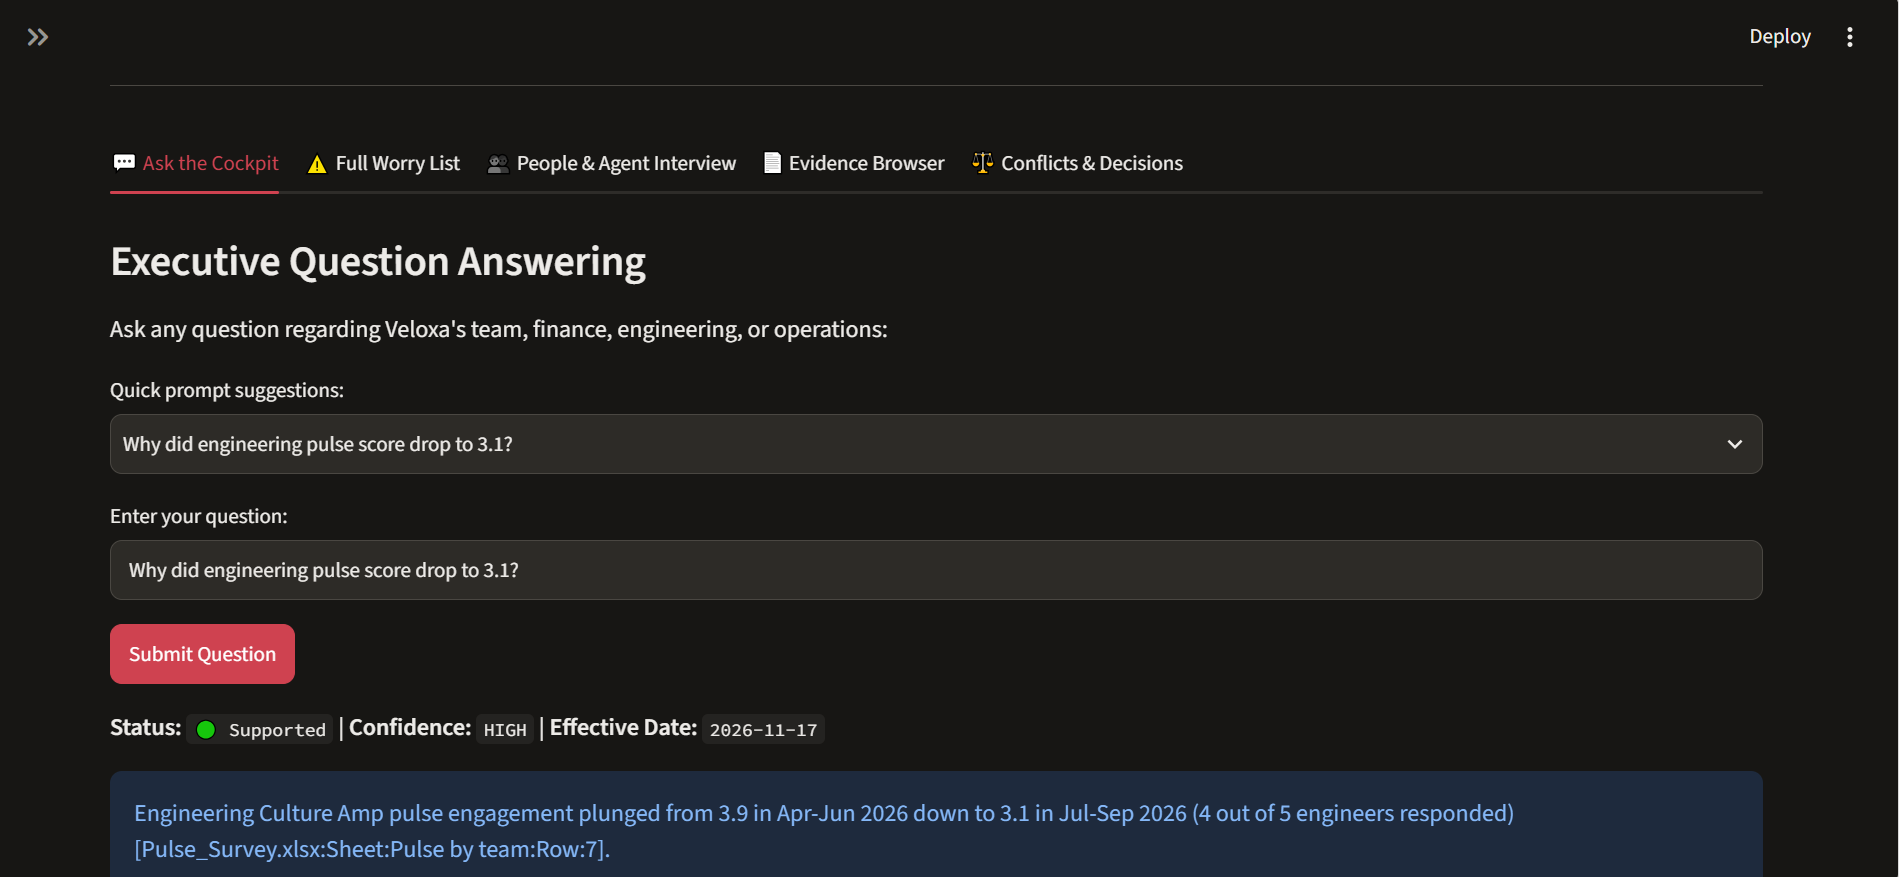 Deploy
Ask the Cockpit
Full Worry List
People & Agent Interview
Evidence Browser
Conflicts & Decisions
Executive Question Answering
Ask any question regarding Veloxa's team, finance, engineering, or operations:
Quick prompt suggestions:
Why did engineering pulse score drop to 3.1?
Enter your question:
Why did engineering pulse score drop to 3.1?
Submit Question
Status: Supported | Confidence: HIGH | Effective Date: 2026-11-17
Engineering Culture Amp pulse engagement plunged from 3.9 in Apr-Jun 2026 down to 3.1 in Jul-Sep 2026 (4 out of 5 engineers responded)
[Pulse_Survey.xlsx:Sheet:Pulse by team:Row:7].